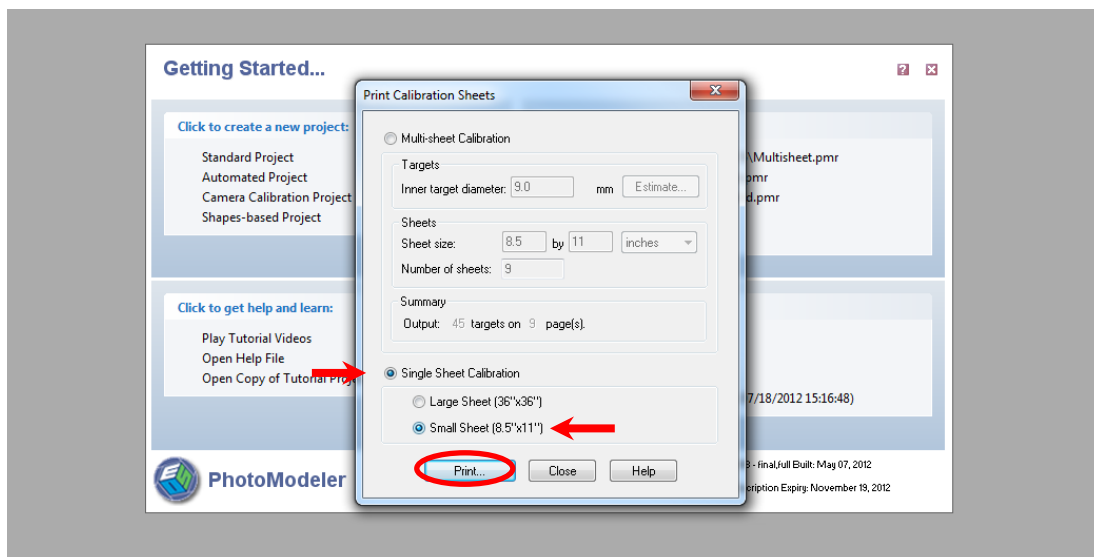 Getting Started...
Print Calibration Sheets
Click to create a new project:
Standard Project
Automated Project
Camera Calibration Project
Shapes-based Project
\Multisheet.pmr
Multi-sheet Calibration
Targets
Inner target diameter: 9.0 mm Estimate...
Sheets
Sheet size: 8.5 by 11 inches
Number of sheets: 9
Summary
Output: 45 targets on 9 page(s).
Click to get help and learn:
Play Tutorial Videos
Open Help File
Open Copy of Tutorial
Single Sheet Calibration
Large Sheet (36"x36")
Small Sheet (8.5"x11")
7/18/2012 15:16:48)
Print... Close Help
PhotoModeler
- final,full Built: May 07, 2012
Expiry: November 19, 2012